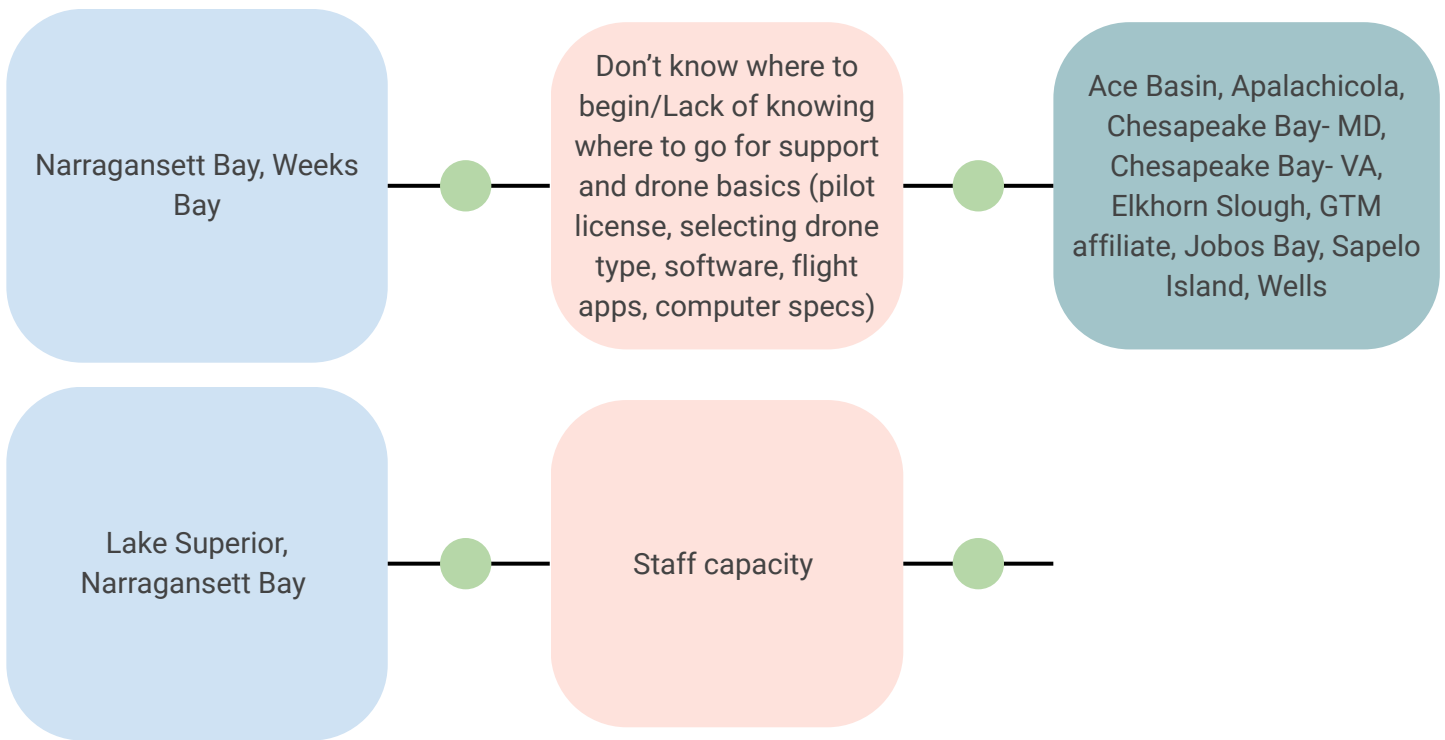 Narragansett Bay, Weeks
Bay
Don’t know where to
begin/Lack of knowing
where to go for support
and drone basics (pilot
license, selecting drone
type, software, flight
apps, computer specs)
Ace Basin, Apalachicola,
Chesapeake Bay- MD,
Chesapeake Bay- VA,
Elkhorn Slough, GTM
affiliate, Jobos Bay, Sapelo
Island, Wells
Lake Superior,
Narragansett Bay
Staff capacity